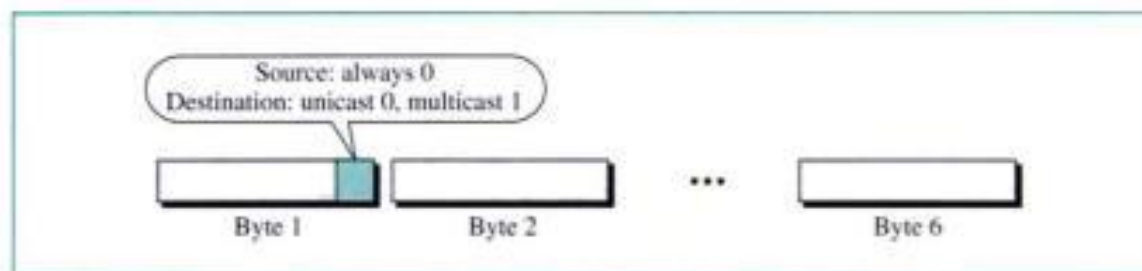 Source: always 0
Destination: unicast 0, multicast 1
...
Byte 1 Byte 2 Byte 6